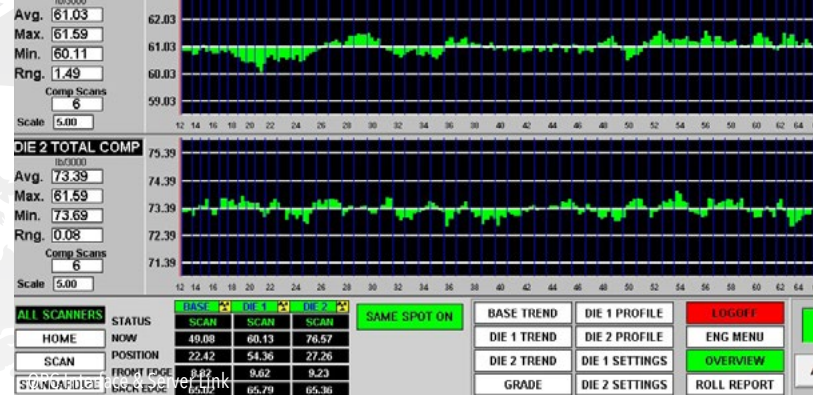 lb/3000
Avg. 61.03
Max. 61.59
Min. 60.11
Rng. 1.49
Comp Scans
6
Scale 5.00
62.03
61.03
60.03
59.03
12 14 16 18 20 22 24 26 28 30 32 34 36 38 40 42 44 46 48 50 52 54 56 58 60 62 64
DIE 2 TOTAL COMP
lb/3000
Avg. 73.39
Max. 61.59
Min. 73.69
Rng. 0.08
Comp Scans
6
Scale 5.00
75.39
74.39
73.39
72.39
71.39
12 14 16 18 20 22 24 26 28 30 32 34 36 38 40 42 44 46 48 50 52 54 56 58 60 62 64
ALL SCANNERS
HOME
SCAN
STANDARDIZE
BASE DIE 1 DIE 2
STATUS SCAN SCAN SCAN
NOW 49.08 60.13 76.57
POSITION 22.42 54.36 27.26
FRONT EDGE 8.82 9.62 9.23
BACK EDGE 65.02 65.79 65.36
SAME SPOT ON
BASE TREND DIE 1 PROFILE LOGOFF
DIE 1 TREND DIE 2 PROFILE ENG MENU
DIE 2 TREND DIE 1 SETTINGS OVERVIEW
GRADE DIE 2 SETTINGS ROLL REPORT
Interface & Server Link